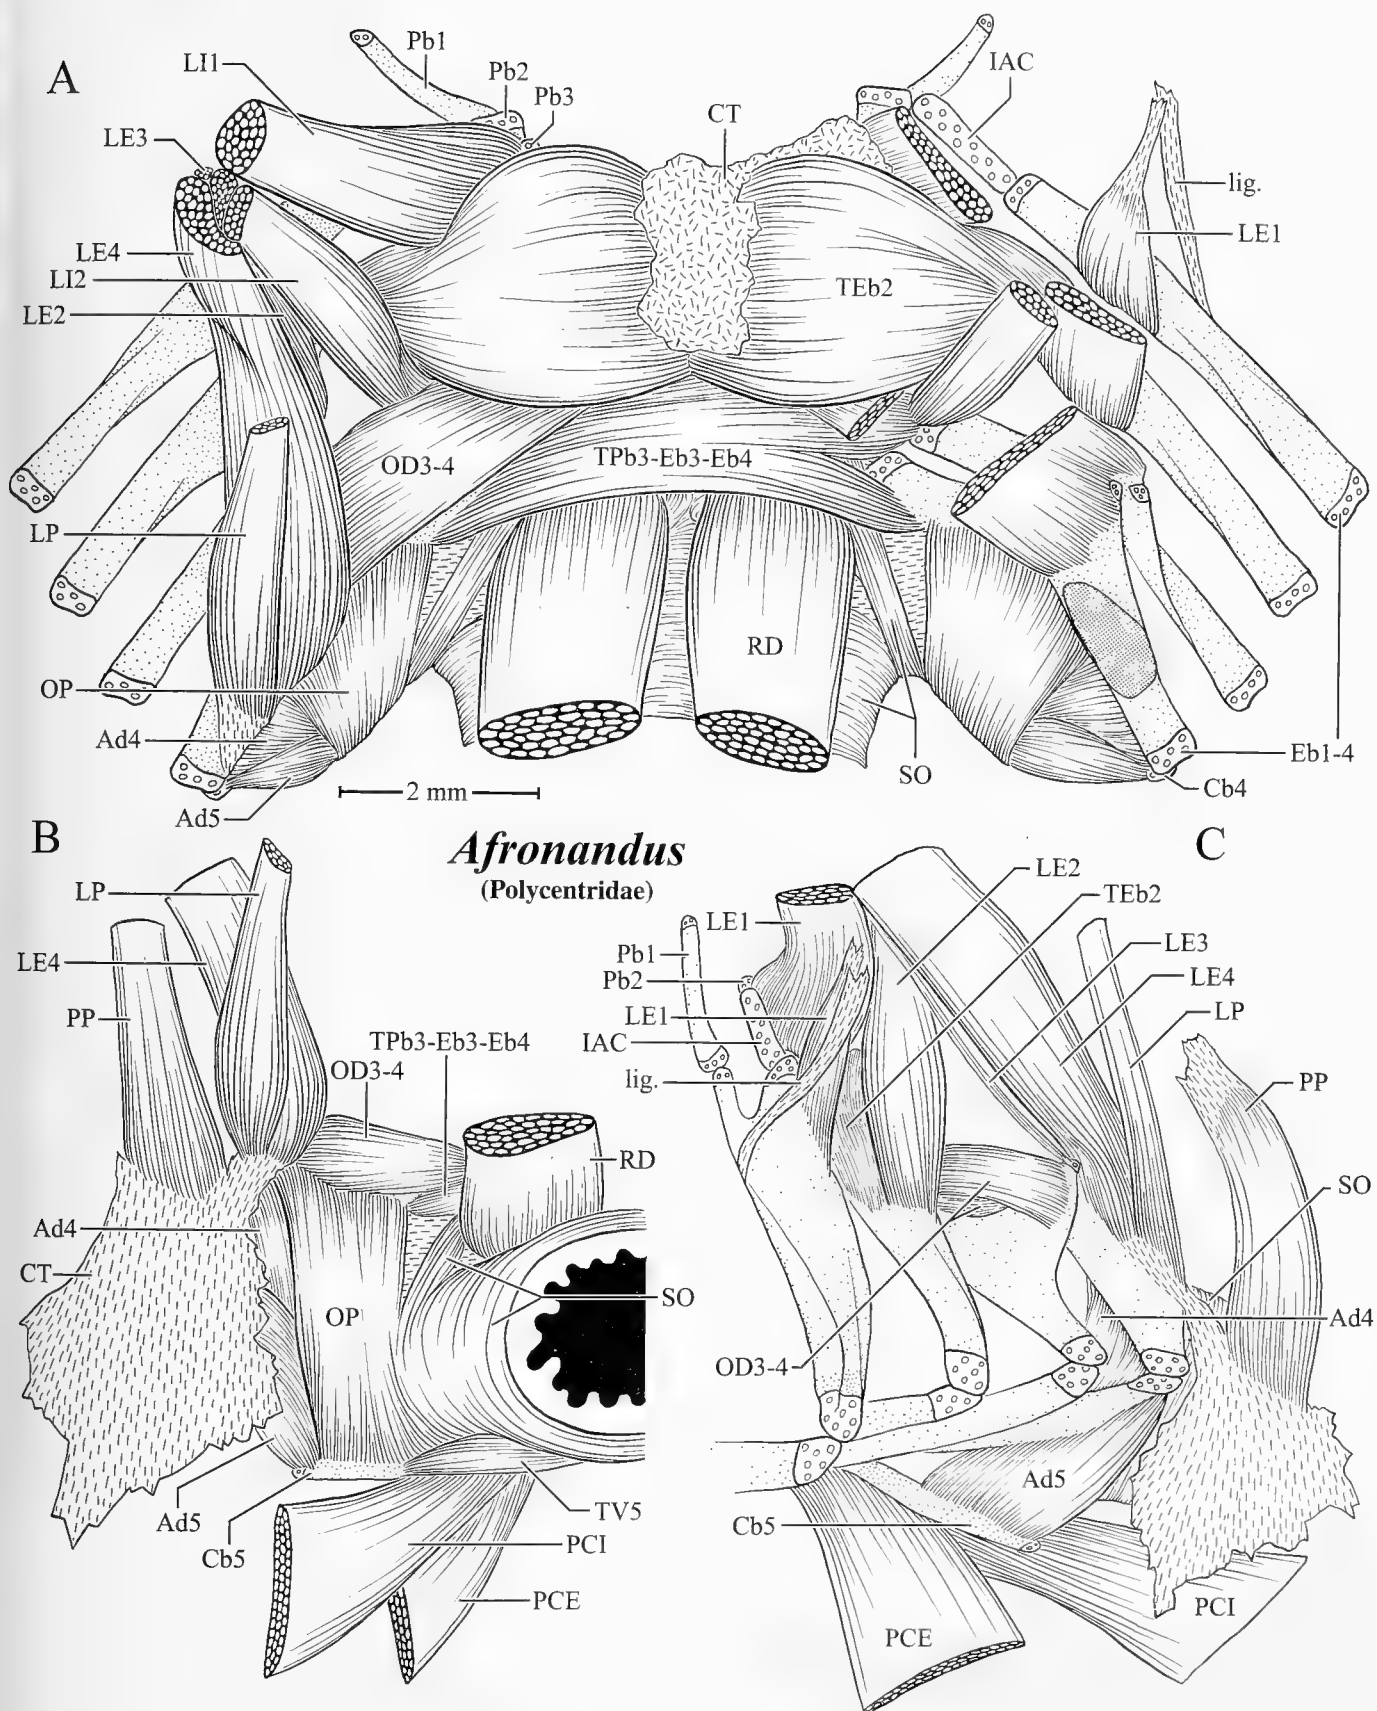 A
LI1
Pb1
Pb2
Pb3
CT
IAC
LE3
lig.
LE1
LE4
LI2
LE2
TEb2
OD3-4
TPb3-Eb3-Eb4
LP
RD
OP
Ad4
SO
Eb1-4
Cb4
2 mm
Ad5
B
Afronandus
(Polycentridae)
C
LP
LE4
PP
TPb3-Eb3-Eb4
OD3-4
RD
Ad4
CT
OP
SO
Ad5
Cb5
TV5
PCI
PCE
LE2
TEb2
LE1
Pb1
Pb2
LE3
LE4
LE1
LP
IAC
lig.
PP
SO
Ad4
OD3-4
Ad5
Cb5
PCI
PCE